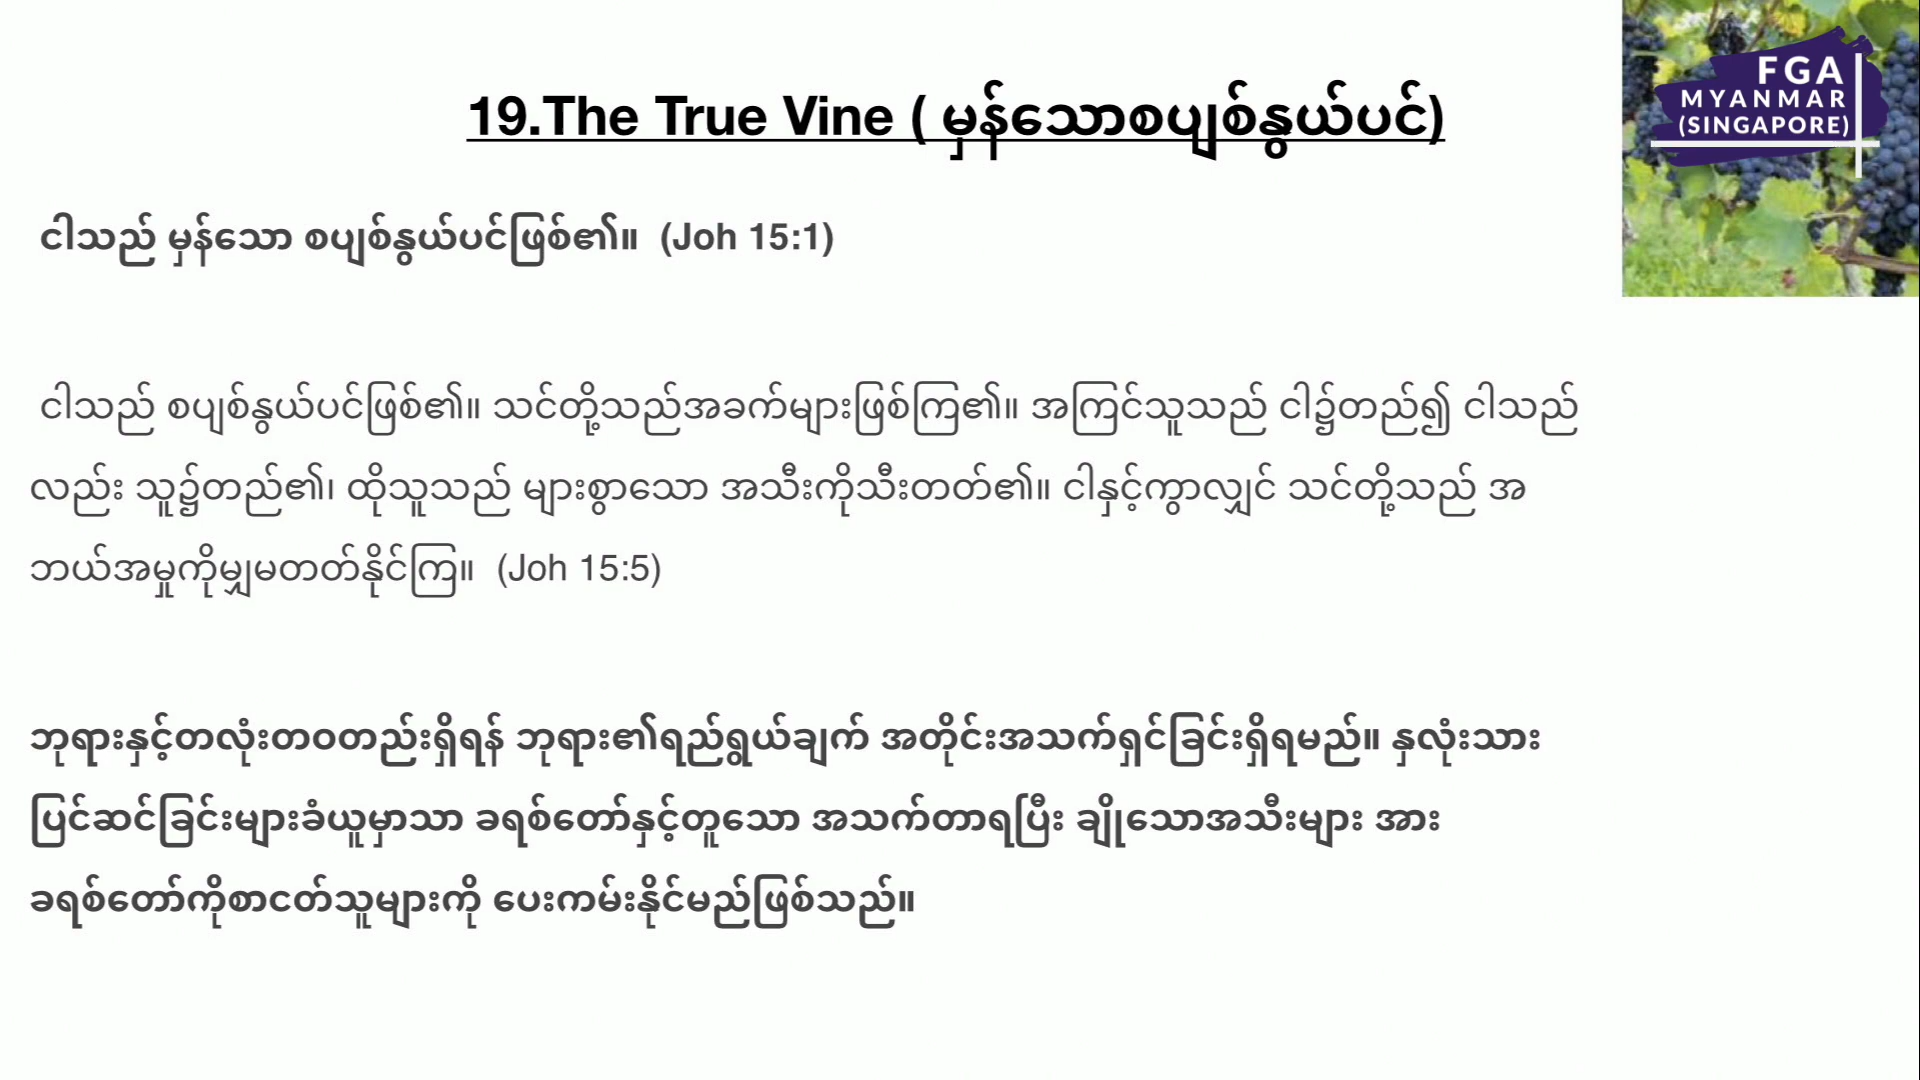 19.The True Vine ( မှန်သောစပျစ်နွယ်ပင်)
FGA
MYANMAR
(SINGAPORE)
ငါသည် မှန်သော စပျစ်နွယ်ပင်ဖြစ်၏။ (Joh 15:1)
ငါသည် စပျစ်နွယ်ပင်ဖြစ်၏။ သင်တို့သည်အခက်များဖြစ်ကြ၏။ အကြင်သူသည် ငါ၌တည်၍ ငါသည်
လည်း သူ၌တည်၏၊ ထိုသူသည် များစွာသော အသီးကိုသီးတတ်၏။ ငါနှင့်ကွာလျှင် သင်တို့သည် အ
ဘယ်အမှုကိုမျှမတတ်နိုင်ကြ။ (Joh 15:5)
ဘုရားနှင့်တလုံးတဝတည်းရှိရန် ဘုရား၏ရည်ရွယ်ချက် အတိုင်းအသက်ရှင်ခြင်းရှိရမည်။ နှလုံးသား
ပြင်ဆင်ခြင်းများခံယူမှာသာ ခရစ်တော်နှင့်တူသော အသက်တာရပြီး ချိုသောအသီးများ အား
ခရစ်တော်ကိုစာငတ်သူများကို ပေးကမ်းနိုင်မည်ဖြစ်သည်။